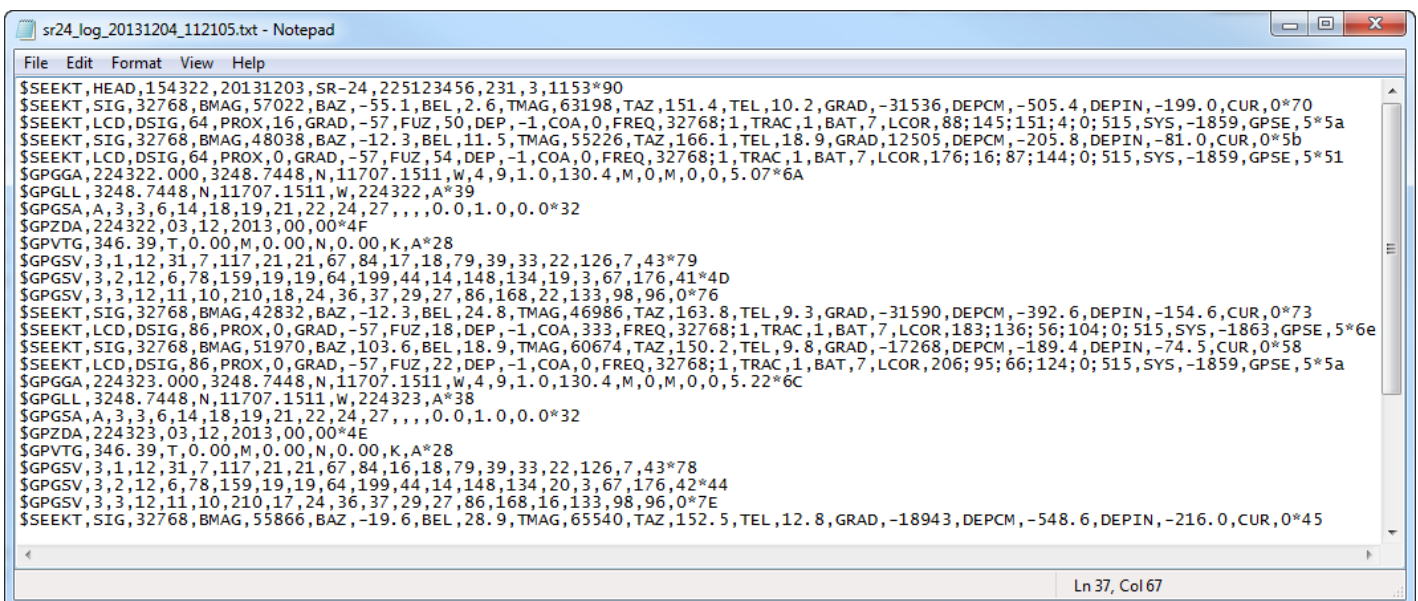 sr24_log_20131204_112105.txt - Notepad
File Edit Format View Help
$SEEKT,HEAD,154322,20131203,SR-24,225123456,231,3,1153*90
$SEEKT,SIG,32768,BMAG,57022,BAZ,-55.1,BEL,2.6,TMAG,63198,TAZ,151.4,TEL,10.2,GRAD,-31536,DEPCM,-505.4,DEPIN,-199.0,CUR,0*70
$SEEKT,LCD,DSIG,64,PROX,16,GRAD,-57,FUZ,50,DEP,-1,COA,0,FREQ,32768;1,TRAC,1,BAT,7,LCOR,88;145;151;4;0;515,SYS,-1859,GPSE,5*5a
$SEEKT,SIG,32768,BMAG,48038,BAZ,-12.3,BEL,11.5,TMAG,55226,TAZ,166.1,TEL,18.9,GRAD,12505,DEPCM,-205.8,DEPIN,-81.0,CUR,0*5b
$SEEKT,LCD,DSIG,64,PROX,0,GRAD,-57,FUZ,54,DEP,-1,COA,0,FREQ,32768;1,TRAC,1,BAT,7,LCOR,176;16;87;144;0;515,SYS,-1859,GPSE,5*51
$GPGGA,224322.000,3248.7448,N,11707.1511,W,4,9,1.0,130.4,M,0,M,0,0,5.07*6A
$GPGLL,3248.7448,N,11707.1511,W,224322,A*39
$GPGSA,A,3,3,6,14,18,19,21,22,24,27,,,,0.0,1.0,0.0*32
$GPZDA,224322,03,12,2013,00,00*4F
$GPVTG,346.39,T,0.00,M,0.00,N,0.00,K,A*28
$GPGSV,3,1,12,31,7,117,21,21,67,84,17,18,79,39,33,22,126,7,43*79
$GPGSV,3,2,12,6,78,159,19,19,64,199,44,14,148,134,19,3,67,176,41*4D
$GPGSV,3,3,12,11,10,210,18,24,36,37,29,27,86,168,22,133,98,96,0*76
$SEEKT,SIG,32768,BMAG,42832,BAZ,-12.3,BEL,24.8,TMAG,46986,TAZ,163.8,TEL,9.3,GRAD,-31590,DEPCM,-392.6,DEPIN,-154.6,CUR,0*73
$SEEKT,LCD,DSIG,86,PROX,0,GRAD,-57,FUZ,18,DEP,-1,COA,333,FREQ,32768;1,TRAC,1,BAT,7,LCOR,183;136;56;104;0;515,SYS,-1863,GPSE,5*6e
$SEEKT,SIG,32768,BMAG,51970,BAZ,103.6,BEL,18.9,TMAG,60674,TAZ,150.2,TEL,9.8,GRAD,-17268,DEPCM,-189.4,DEPIN,-74.5,CUR,0*58
$SEEKT,LCD,DSIG,86,PROX,0,GRAD,-57,FUZ,22,DEP,-1,COA,0,FREQ,32768;1,TRAC,1,BAT,7,LCOR,206;95;66;124;0;515,SYS,-1859,GPSE,5*5a
$GPGGA,224323.000,3248.7448,N,11707.1511,W,4,9,1.0,130.4,M,0,M,0,0,5.22*6C
$GPGLL,3248.7448,N,11707.1511,W,224323,A*38
$GPGSA,A,3,3,6,14,18,19,21,22,24,27,,,,0.0,1.0,0.0*32
$GPZDA,224323,03,12,2013,00,00*4E
$GPVTG,346.39,T,0.00,M,0.00,N,0.00,K,A*28
$GPGSV,3,1,12,31,7,117,21,21,67,84,16,18,79,39,33,22,126,7,43*78
$GPGSV,3,2,12,6,78,159,19,19,64,199,44,14,148,134,20,3,67,176,42*44
$GPGSV,3,3,12,11,10,210,17,24,36,37,29,27,86,168,16,133,98,96,0*7E
$SEEKT,SIG,32768,BMAG,55866,BAZ,-19.6,BEL,28.9,TMAG,65540,TAZ,152.5,TEL,12.8,GRAD,-18943,DEPCM,-548.6,DEPIN,-216.0,CUR,0*45
Ln 37, Col 67